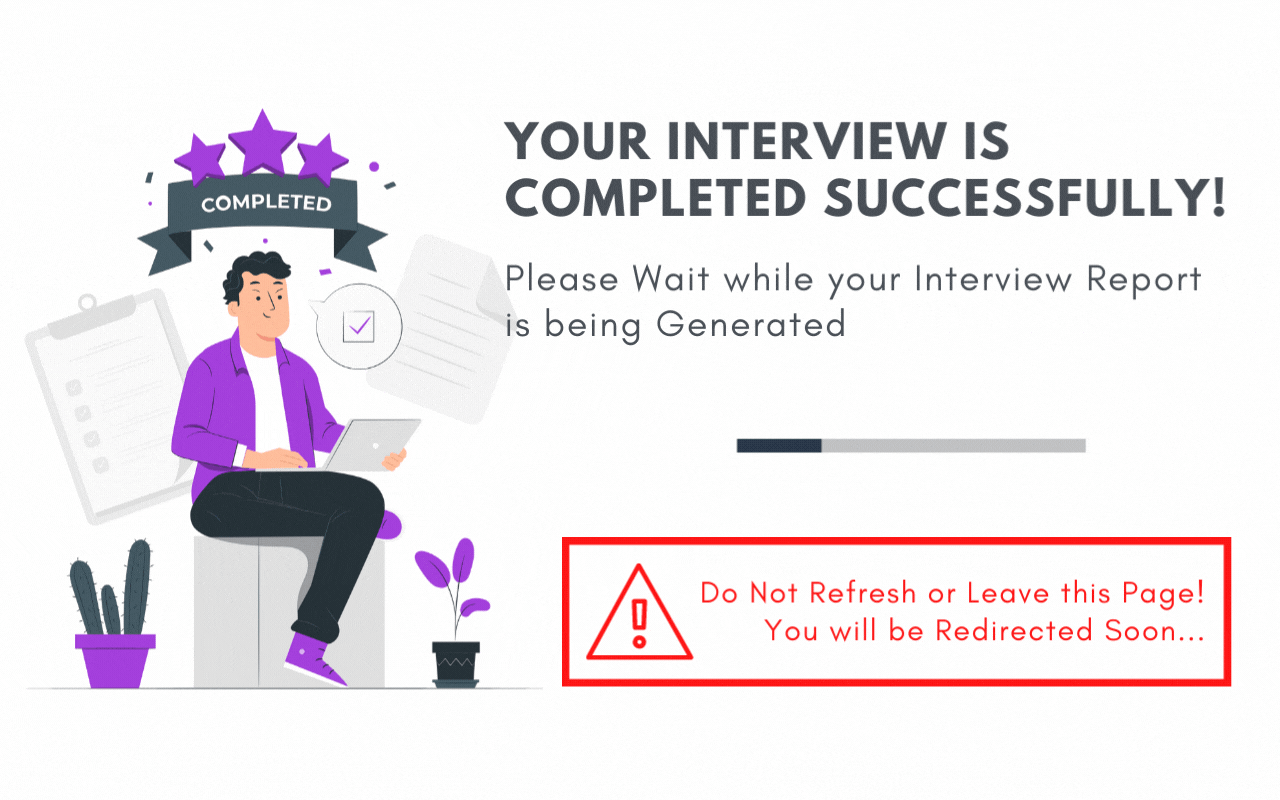 COMPLETED
YOUR INTERVIEW IS
COMPLETED SUCCESSFULLY!
Please Wait while your Interview Report
is being Generated
Do Not Refresh or Leave this Page!
You will be Redirected Soon...